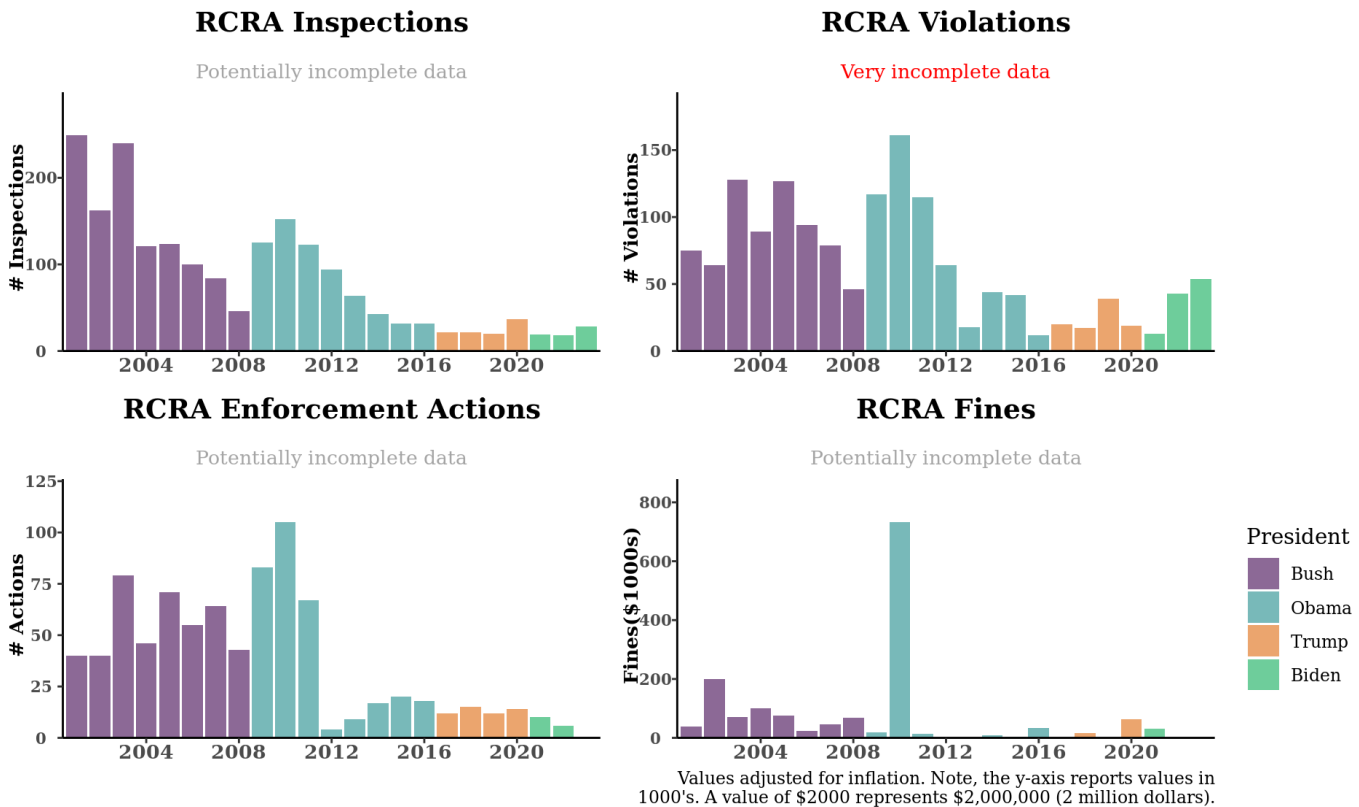 RCRA Inspections
Potentially incomplete data
# Inspections
200
100
0
2004 2008 2012 2016 2020
RCRA Violations
Very incomplete data
# Violations
150
100
50
0
2004 2008 2012 2016 2020
RCRA Enforcement Actions
Potentially incomplete data
# Actions
125
100
75
50
25
0
2004 2008 2012 2016 2020
RCRA Fines
Potentially incomplete data
Fines($1000s)
800
600
400
200
0
2004 2008 2012 2016 2020
Values adjusted for inflation. Note, the y-axis reports values in
1000's. A value of $2000 represents $2,000,000 (2 million dollars).
President
Bush
Obama
Trump
Biden